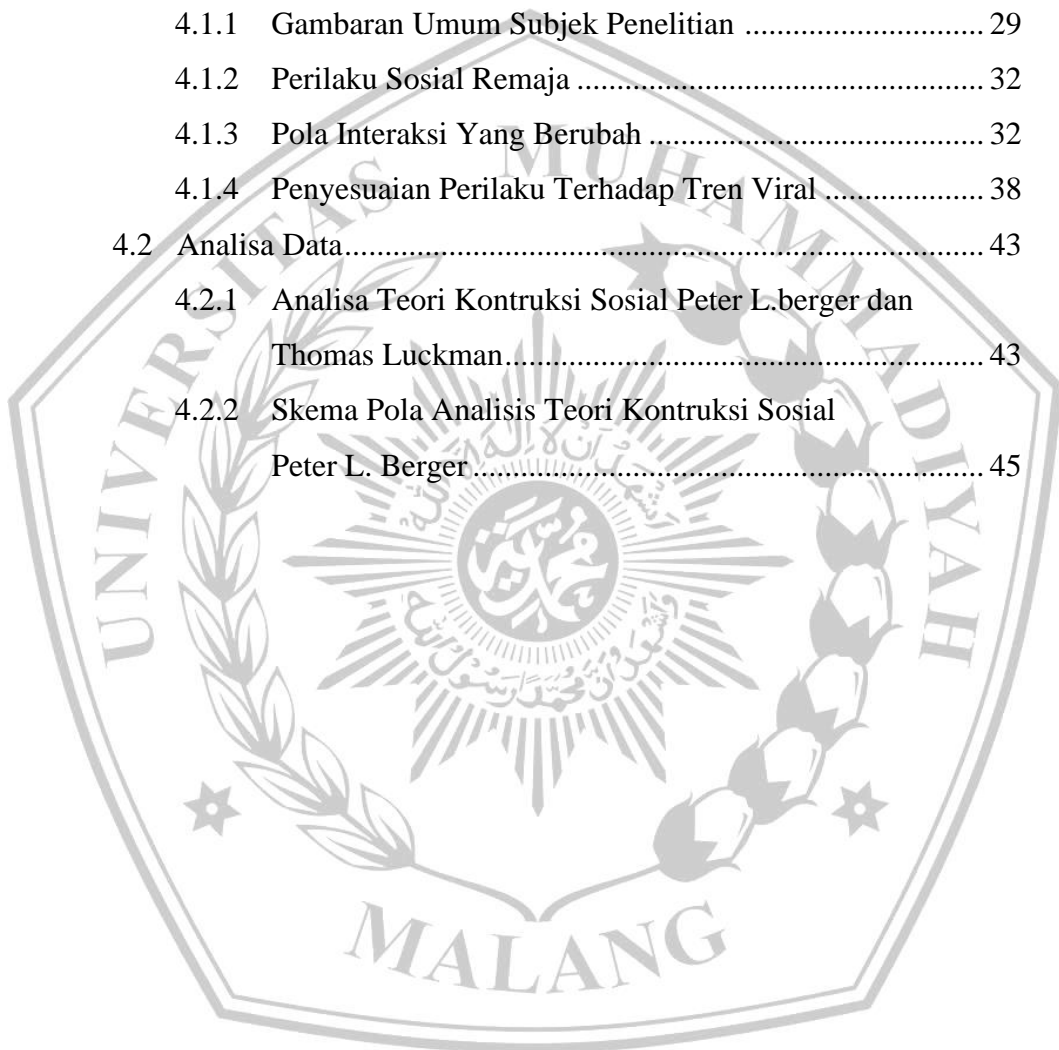 4.1.1 Gambaran Umum Subjek Penelitian ............................ 29
4.1.2 Perilaku Sosial Remaja ................................................ 32
4.1.3 Pola Interaksi Yang Berubah ....................................... 32
4.1.4 Penyesuaian Perilaku Terhadap Tren Viral ................... 38
4.2 Analisa Data........................................................................... 43
4.2.1 Analisa Teori Kontruksi Sosial Peter L.berger dan
Thomas Luckman........................................................ 43
4.2.2 Skema Pola Analisis Teori Kontruksi Sosial
Peter L. Berger............................................................ 45
UNIVERSITAS MUHAMMADIYAH
MALANG